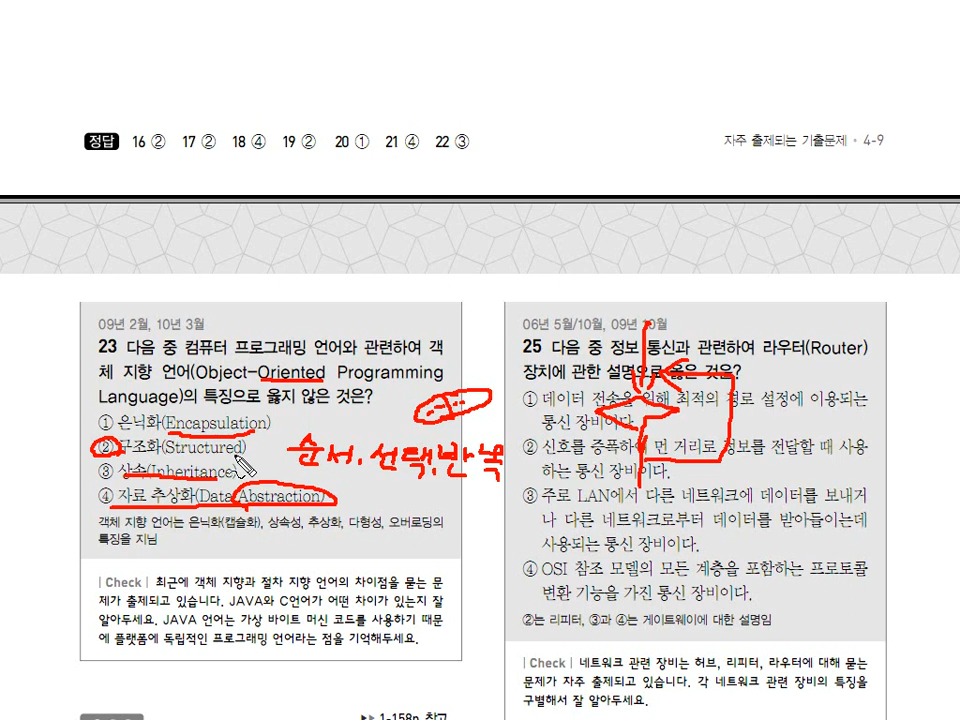 정답 16 ② 17 ② 18 ④ 19 ② 20 ① 21 ④ 22 ③
자주 출제되는 기출문제 • 4-9
09년 2월, 10년 3월
23 다음 중 컴퓨터 프로그래밍 언어와 관련하여 객
체 지향 언어(Object-Oriented Programming
Language)의 특징으로 옳지 않은 것은?
① 은닉화(Encapsulation)
② 구조화(Structured)
③ 상속(Inheritance)
④ 자료 추상화(Data Abstraction)
순서, 선택, 반복
객체 지향 언어는 은닉화(캡슐화), 상속성, 추상화, 다형성, 오버로딩의
특징을 지님
| Check | 최근에 객체 지향과 절차 지향 언어의 차이점을 묻는 문
제가 출제되고 있습니다. JAVA와 C언어가 어떤 차이가 있는지 잘
알아두세요. JAVA 언어는 가상 바이트 머신 코드를 사용하기 때문
에 플랫폼에 독립적인 프로그래밍 언어라는 점을 기억해두세요.
▶▶ 1-158p 참고
06년 5월/10월, 09년 10월
25 다음 중 정보 통신과 관련하여 라우터(Router)
장치에 관한 설명으로 옳은 것은?
① 데이터 전송을 위해 최적의 경로 설정에 이용되는
통신 장비이다.
② 신호를 증폭하여 먼 거리로 정보를 전달할 때 사용
하는 통신 장비이다.
③ 주로 LAN에서 다른 네트워크에 데이터를 보내거
나 다른 네트워크로부터 데이터를 받아들이는데
사용되는 통신 장비이다.
④ OSI 참조 모델의 모든 계층을 포함하는 프로토콜
변환 기능을 가진 통신 장비이다.
②는 리피터, ③과 ④는 게이트웨이에 대한 설명임
| Check | 네트워크 관련 장비는 허브, 리피터, 라우터에 대해 묻는
문제가 자주 출제되고 있습니다. 각 네트워크 관련 장비의 특징을
구별해서 잘 알아두세요.